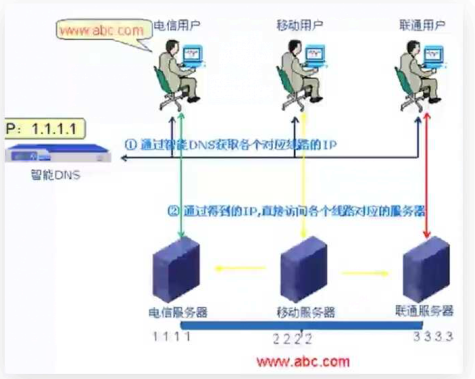 www.abc.com
电信用户
移动用户
联通用户
P: 1.1.1.1
① 通过智能DNS获取各个对应线路的IP
智能DNS
② 通过得到的IP,直接访问各个线路对应的服务器
电信服务器
移动服务器
联通服务器
1 1 1 1
2 2 2 2
3 3 3 3
www.abc.com